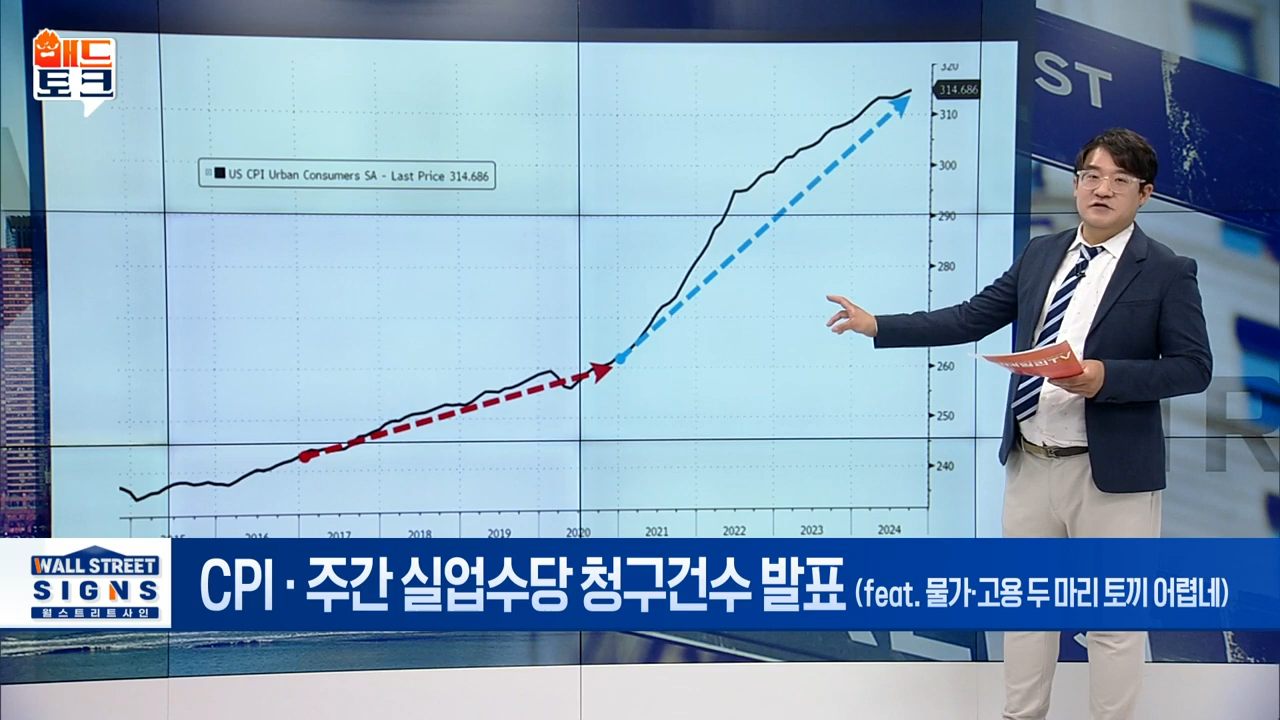 매드
토크
ST
320
314.686
310
US CPI Urban Consumers SA - Last Price 314.686
300
290
280
260
250
240
2015 2016 2017 2018 2019 2020 2021 2022 2023 2024
WALL STREET
SIGNS
월스트리트사인
CPI · 주간 실업수당 청구건수 발표 (feat. 물가·고용 두 마리 토끼 어렵네)